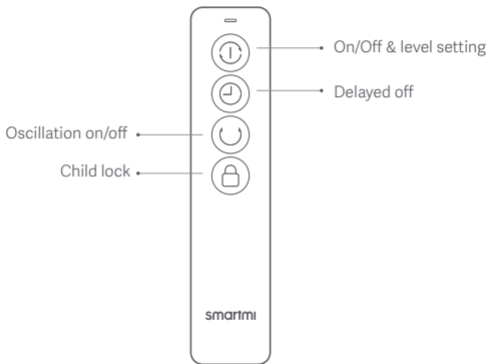 On/Off & level setting
Delayed off
Oscillation on/off
Child lock
smartmi